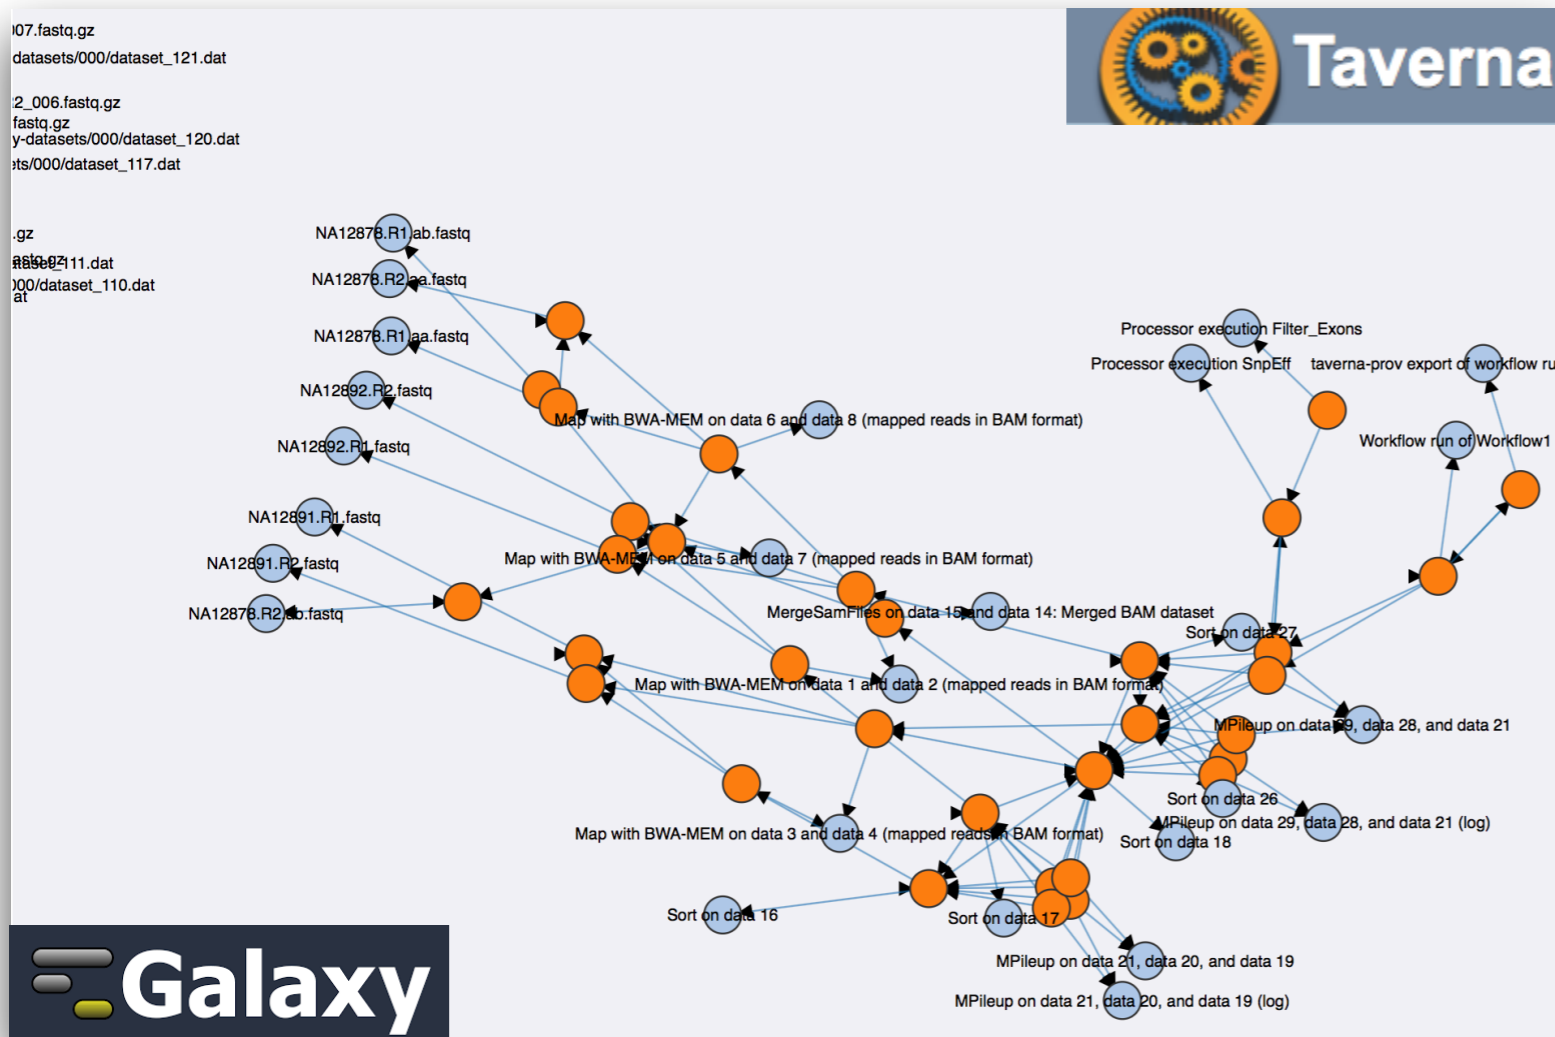 007.fastq.gz
datasets/000/dataset_121.dat
2_006.fastq.gz
fastq.gz
y-datasets/000/dataset_120.dat
ets/000/dataset_117.dat
.gz
astq.gz
taset_111.dat
000/dataset_110.dat
at
Taverna
NA12878.R1.ab.fastq
NA12878.R2.aa.fastq
NA12878.R1.aa.fastq
NA12892.R2.fastq
NA12892.R1.fastq
NA12891.R1.fastq
NA12891.R2.fastq
NA12878.R2.ab.fastq
Processor execution Filter_Exons
Processor execution SnpEff
taverna-prov export of workflow ru
Workflow run of Workflow1
Map with BWA-MEM on data 6 and data 8 (mapped reads in BAM format)
Map with BWA-MEM on data 5 and data 7 (mapped reads in BAM format)
MergeSamFiles on data 15 and data 14: Merged BAM dataset
Sort on data 27
Map with BWA-MEM on data 1 and data 2 (mapped reads in BAM format)
MPileup on data 29, data 28, and data 21
Sort on data 26
MPileup on data 29, data 28, and data 21 (log)
Map with BWA-MEM on data 3 and data 4 (mapped reads in BAM format)
Sort on data 18
Sort on data 16
Sort on data 17
MPileup on data 21, data 20, and data 19
MPileup on data 21, data 20, and data 19 (log)
Galaxy